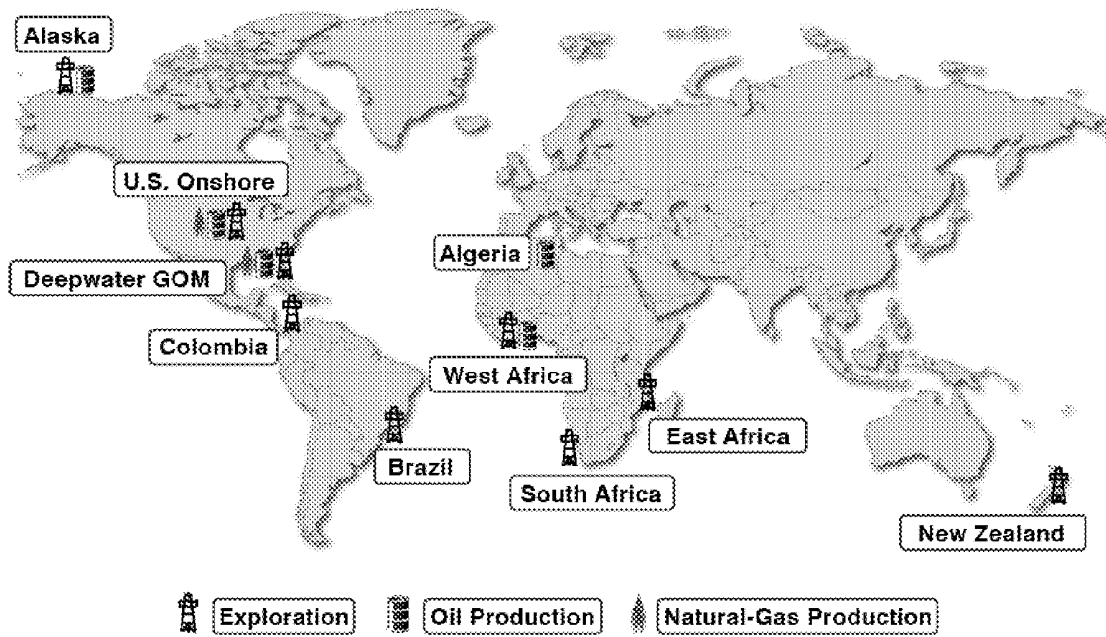 Alaska
U.S. Onshore
Algeria
Deepwater GOM
Colombia
West Africa
East Africa
Brazil
South Africa
New Zealand
Exploration Oil Production Natural-Gas Production